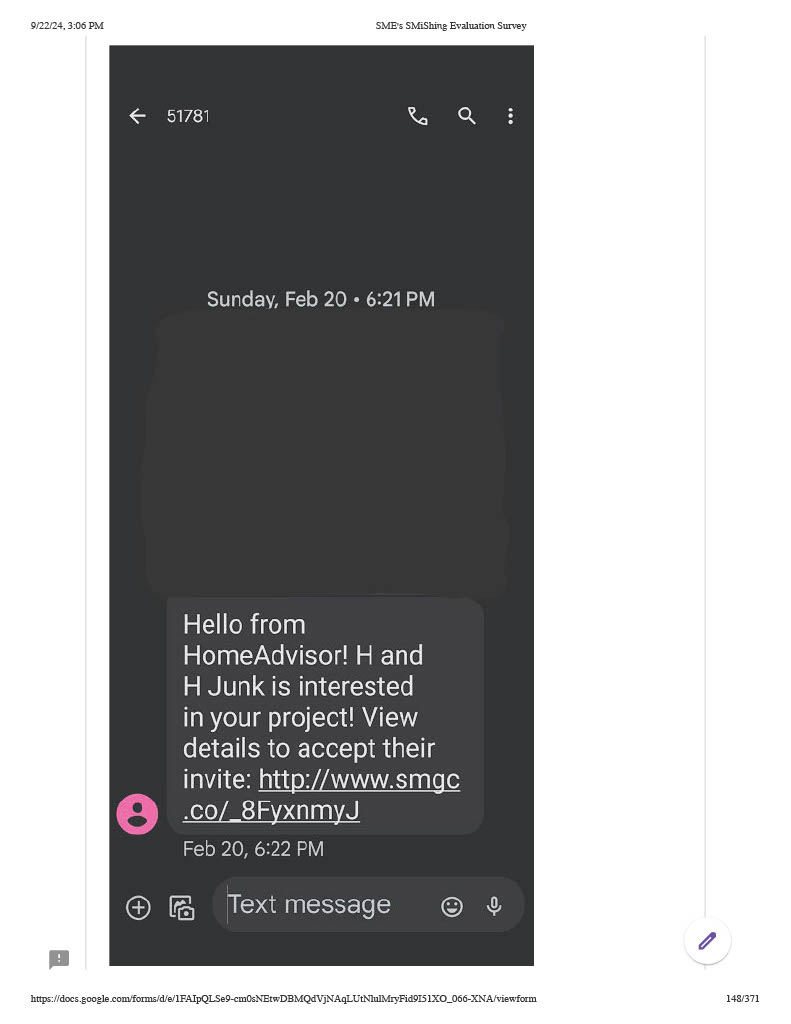 9/22/24, 3:06 PM SME's SMiShing Evaluation Survey
51781
Sunday, Feb 20 • 6:21 PM
Hello from
HomeAdvisor! H and
H Junk is interested
in your project! View
details to accept their
invite: http://www.smgc
.co/_8FyxnmyJ
Feb 20, 6:22 PM
Text message
https://docs.google.com/forms/d/e/1FAIpQLSe9-cm0sNEtwDBMQdVjNAqLUtNlulMryFid9I51XO_066-XNA/viewform 148/371